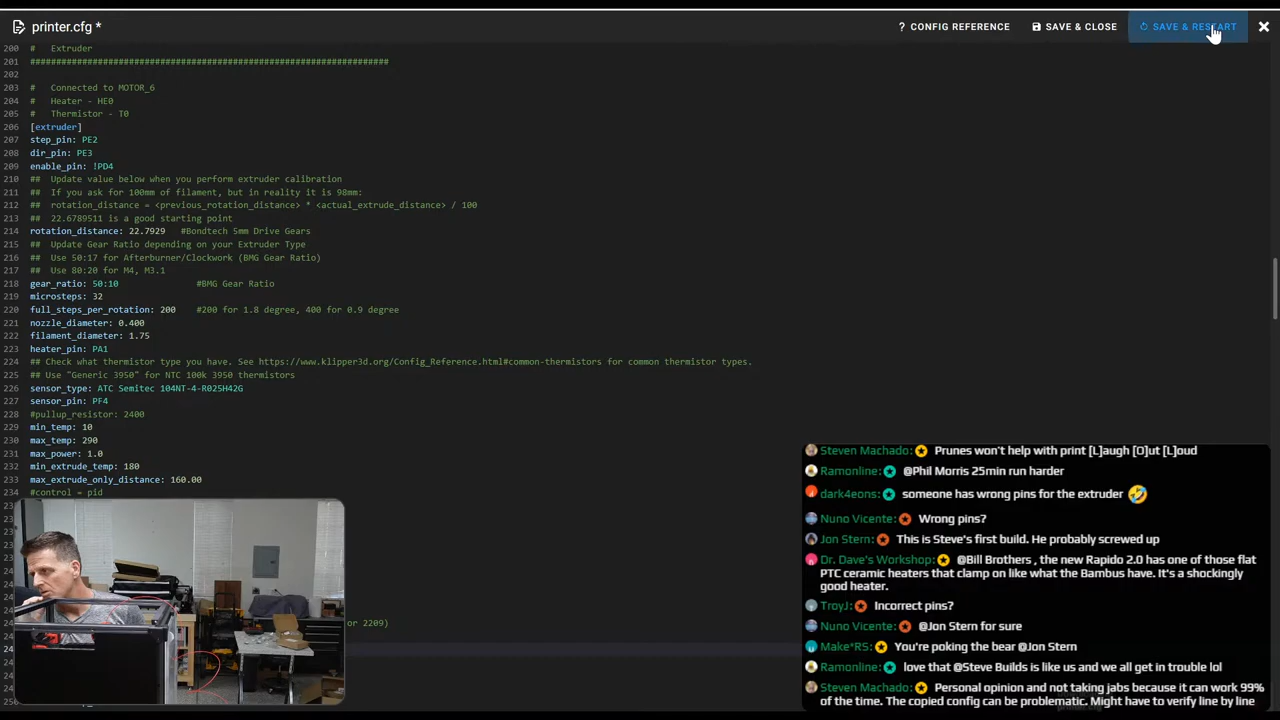 printer.cfg *
? CONFIG REFERENCE
SAVE & CLOSE
SAVE & RESTART
200 # Extruder
201 #####################################################################
202
203 # Connected to MOTOR_6
204 # Heater - HE0
205 # Thermistor - T0
206 [extruder]
207 step_pin: PE2
208 dir_pin: PE3
209 enable_pin: !PD4
210 ## Update value below when you perform extruder calibration
211 ## If you ask for 100mm of filament, but in reality it is 98mm:
212 ## rotation_distance = <previous_rotation_distance> * <actual_extrude_distance> / 100
213 ## 22.6789511 is a good starting point
214 rotation_distance: 22.7929 #Bondtech 5mm Drive Gears
215 ## Update Gear Ratio depending on your Extruder Type
216 ## Use 50:17 for Afterburner/Clockwork (BMG Gear Ratio)
217 ## Use 80:20 for M4, M3.1
218 gear_ratio: 50:10 #BMG Gear Ratio
219 microsteps: 32
220 full_steps_per_rotation: 200 #200 for 1.8 degree, 400 for 0.9 degree
221 nozzle_diameter: 0.400
222 filament_diameter: 1.75
223 heater_pin: PA1
224 ## Check what thermistor type you have. See https://www.klipper3d.org/Config_Reference.html#common-thermistors for common thermistor types.
225 ## Use "Generic 3950" for NTC 100k 3950 thermistors
226 sensor_type: ATC Semitec 104NT-4-R025H42G
227 sensor_pin: PF4
228 #pullup_resistor: 2400
229 min_temp: 10
230 max_temp: 290
231 max_power: 1.0
232 min_extrude_temp: 180
233 max_extrude_only_distance: 160.00
234 #control = pid
or 2209)
Steven Machado: Prunes won't help with print [L]augh [O]ut [L]oud
Ramonline: @Phil Morris 25min run harder
dark4eons: someone has wrong pins for the extruder 🤣
Nuno Vicente: Wrong pins?
Jon Stern: This is Steve's first build. He probably screwed up
Dr. Dave's Workshop: @Bill Brothers , the new Rapido 2.0 has one of those flat
PTC ceramic heaters that clamp on like what the Bambus have. It's a shockingly
good heater.
TroyJ: Incorrect pins?
Nuno Vicente: @Jon Stern for sure
Make*RS: You're poking the bear @Jon Stern
Ramonline: love that @Steve Builds is like us and we all get in trouble lol
Steven Machado: Personal opinion and not taking jabs because it can work 99%
of the time. The copied config can be problematic. Might have to verify line by line